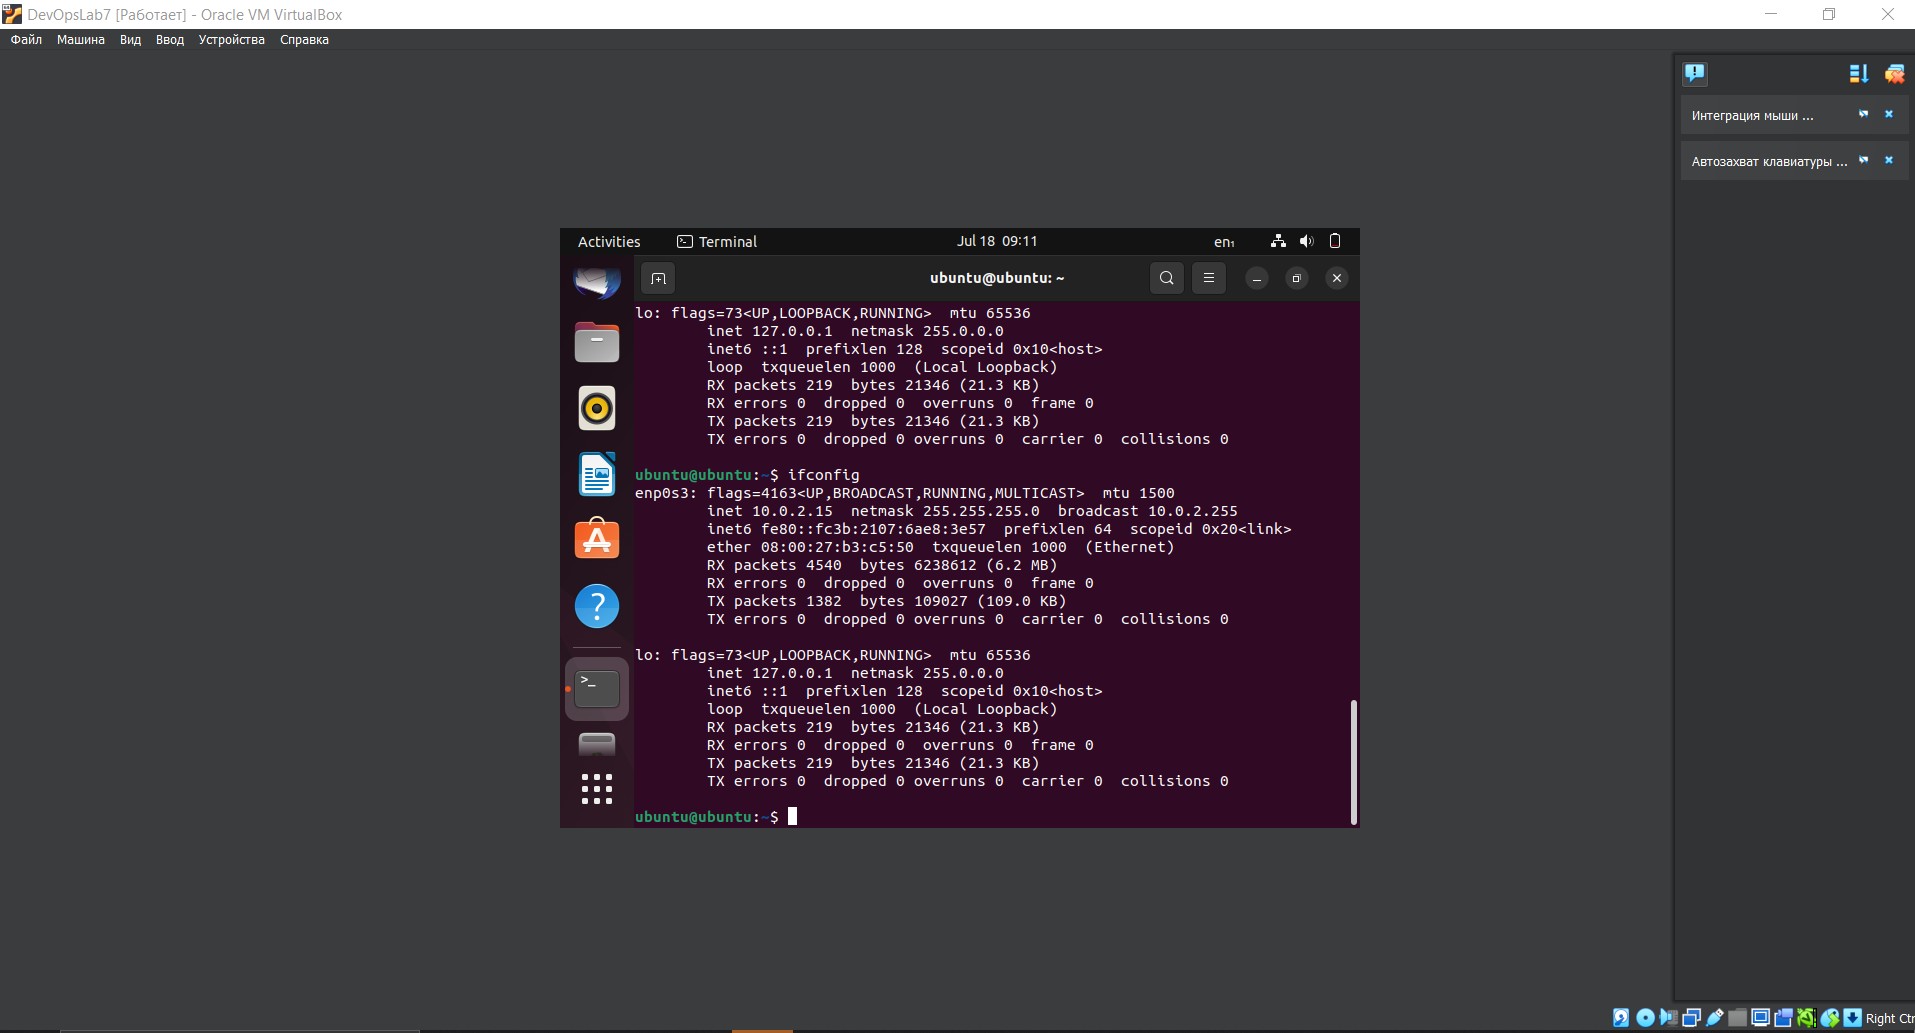 DevOpsLab7 [Работает] - Oracle VM VirtualBox
Файл Машина Вид Ввод Устройства Справка
Интеграция мыши ...
Автозахват клавиатуры ...
Activities Terminal Jul 18 09:11 en₁
ubuntu@ubuntu: ~
lo: flags=73<UP,LOOPBACK,RUNNING> mtu 65536
inet 127.0.0.1 netmask 255.0.0.0
inet6 ::1 prefixlen 128 scopeid 0x10<host>
loop txqueuelen 1000 (Local Loopback)
RX packets 219 bytes 21346 (21.3 KB)
RX errors 0 dropped 0 overruns 0 frame 0
TX packets 219 bytes 21346 (21.3 KB)
TX errors 0 dropped 0 overruns 0 carrier 0 collisions 0
ubuntu@ubuntu:~$ ifconfig
enp0s3: flags=4163<UP,BROADCAST,RUNNING,MULTICAST> mtu 1500
inet 10.0.2.15 netmask 255.255.255.0 broadcast 10.0.2.255
inet6 fe80::fc3b:2107:6ae8:3e57 prefixlen 64 scopeid 0x20<link>
ether 08:00:27:b3:c5:50 txqueuelen 1000 (Ethernet)
RX packets 4540 bytes 6238612 (6.2 MB)
RX errors 0 dropped 0 overruns 0 frame 0
TX packets 1382 bytes 109027 (109.0 KB)
TX errors 0 dropped 0 overruns 0 carrier 0 collisions 0
lo: flags=73<UP,LOOPBACK,RUNNING> mtu 65536
inet 127.0.0.1 netmask 255.0.0.0
inet6 ::1 prefixlen 128 scopeid 0x10<host>
loop txqueuelen 1000 (Local Loopback)
RX packets 219 bytes 21346 (21.3 KB)
RX errors 0 dropped 0 overruns 0 frame 0
TX packets 219 bytes 21346 (21.3 KB)
TX errors 0 dropped 0 overruns 0 carrier 0 collisions 0
ubuntu@ubuntu:~$
Right Ctr